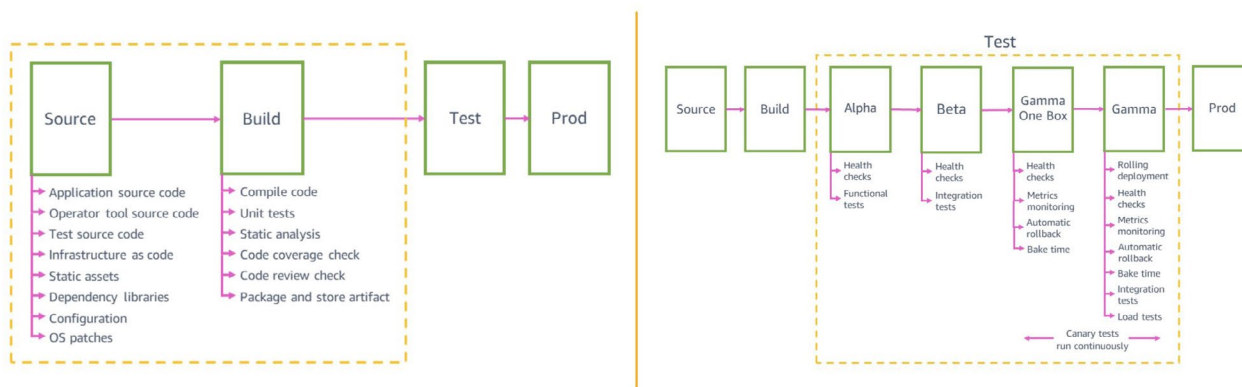 Source
Build
Test
Prod
Application source code
Operator tool source code
Test source code
Infrastructure as code
Static assets
Dependency libraries
Configuration
OS patches
Compile code
Unit tests
Static analysis
Code coverage check
Code review check
Package and store artifact
Test
Source
Build
Alpha
Beta
Gamma
One Box
Gamma
Prod
Health
checks
Functional
tests
Health
checks
Integration
tests
Health
checks
Metrics
monitoring
Automatic
rollback
Bake time
Rolling
deployment
Health
checks
Metrics
monitoring
Automatic
rollback
Bake time
Integration
tests
Load tests
Canary tests
run continuously